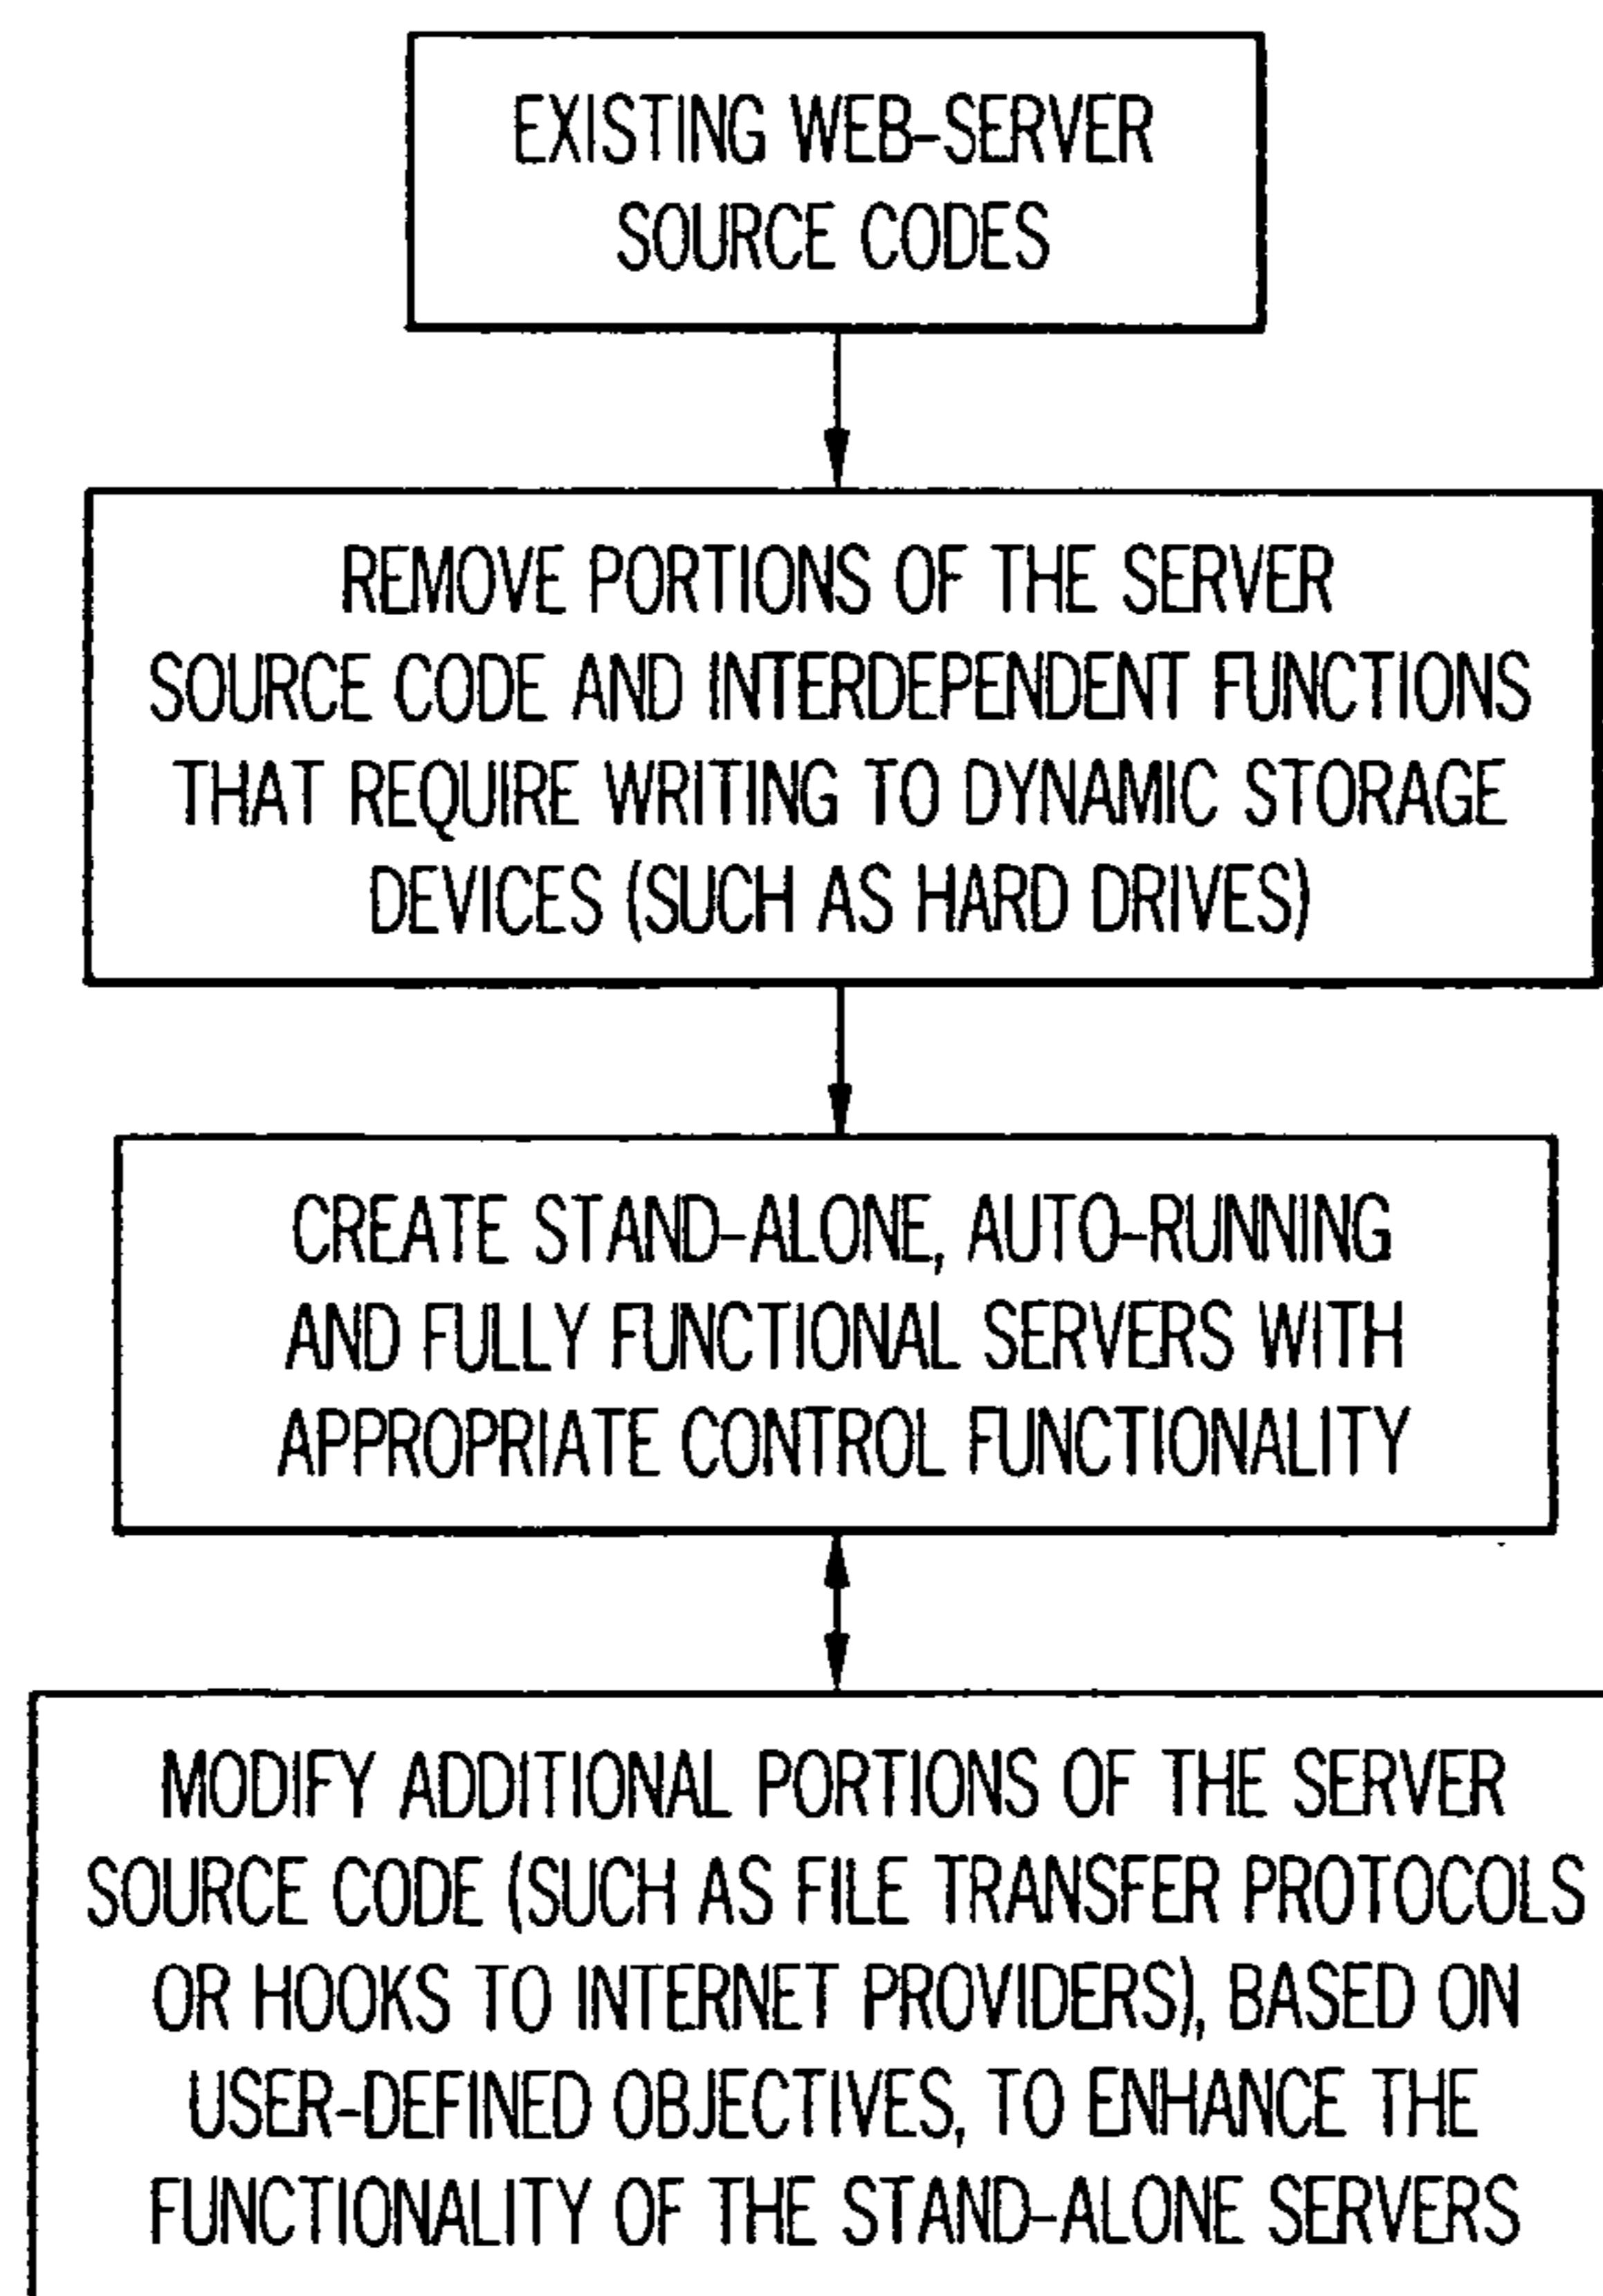 EXISTING WEB-SERVER
SOURCE CODES
REMOVE PORTIONS OF THE SERVER
SOURCE CODE AND INTERDEPENDENT FUNCTIONS
THAT REQUIRE WRITING TO DYNAMIC STORAGE
DEVICES (SUCH AS HARD DRIVES)
CREATE STAND-ALONE, AUTO-RUNNING
AND FULLY FUNCTIONAL SERVERS WITH
APPROPRIATE CONTROL FUNCTIONALITY
MODIFY ADDITIONAL PORTIONS OF THE SERVER
SOURCE CODE (SUCH AS FILE TRANSFER PROTOCOLS
OR HOOKS TO INTERNET PROVIDERS), BASED ON
USER-DEFINED OBJECTIVES, TO ENHANCE THE
FUNCTIONALITY OF THE STAND-ALONE SERVERS